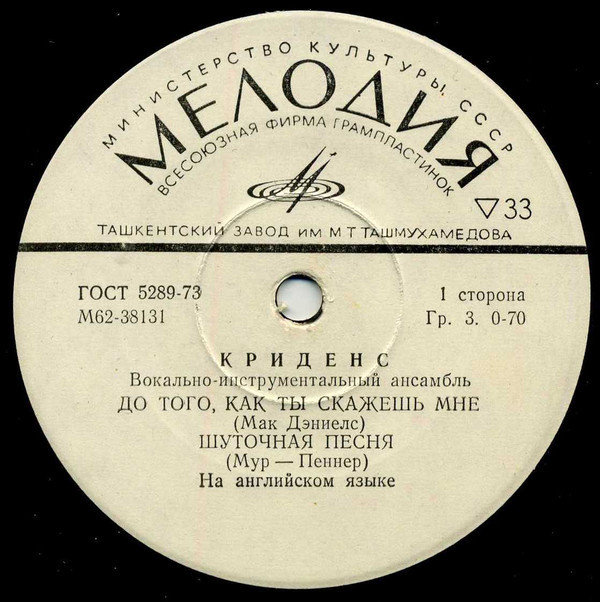 МИНИСТЕРСТВО КУЛЬТУРЫ СССР
МЕЛОДИЯ
ВСЕСОЮЗНАЯ ФИРМА ГРАМПЛАСТИНОК
▽33
ТАШКЕНТСКИЙ ЗАВОД ИМ М Т ТАШМУХАМЕДОВА
ГОСТ 5289-73
1 сторона
М62-38131
Гр. 3. 0-70
КРИДЕНС
Вокально-инструментальный ансамбль
ДО ТОГО, КАК ТЫ СКАЖЕШЬ МНЕ
(Мак Дэниелс)
ШУТОЧНАЯ ПЕСНЯ
(Мур — Пеннер)
На английском языке